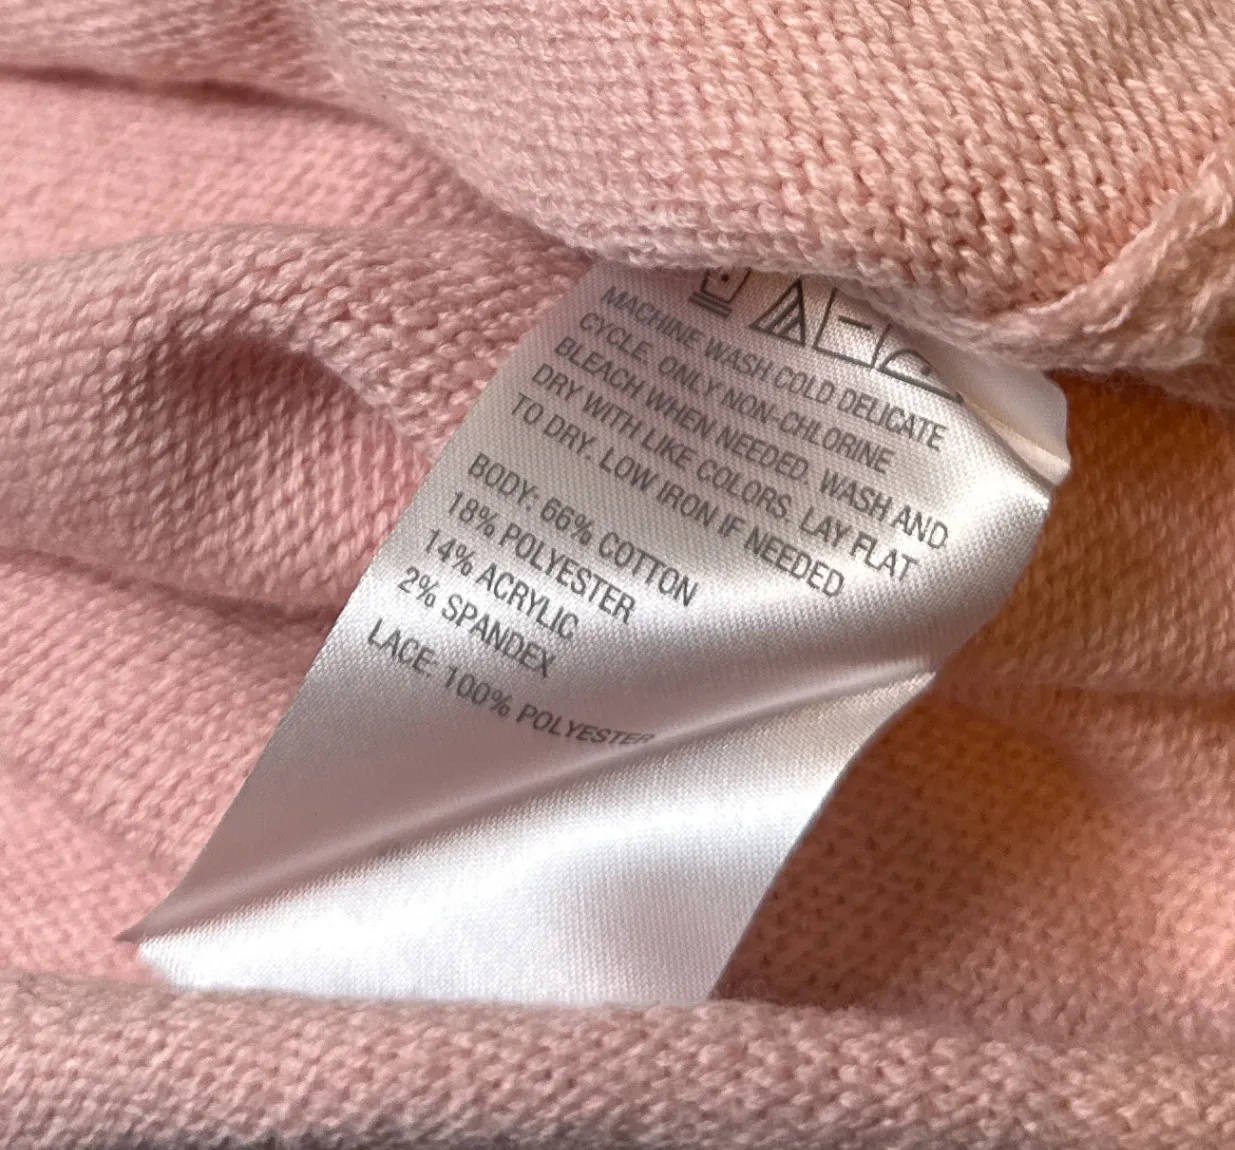 MACHINE WASH COLD DELICATE
CYCLE. ONLY NON-CHLORINE
BLEACH WHEN NEEDED. WASH AND
DRY WITH LIKE COLORS. LAY FLAT
TO DRY. LOW IRON IF NEEDED
BODY: 66% COTTON
18% POLYESTER
14% ACRYLIC
2% SPANDEX
LACE: 100% POLYESTER